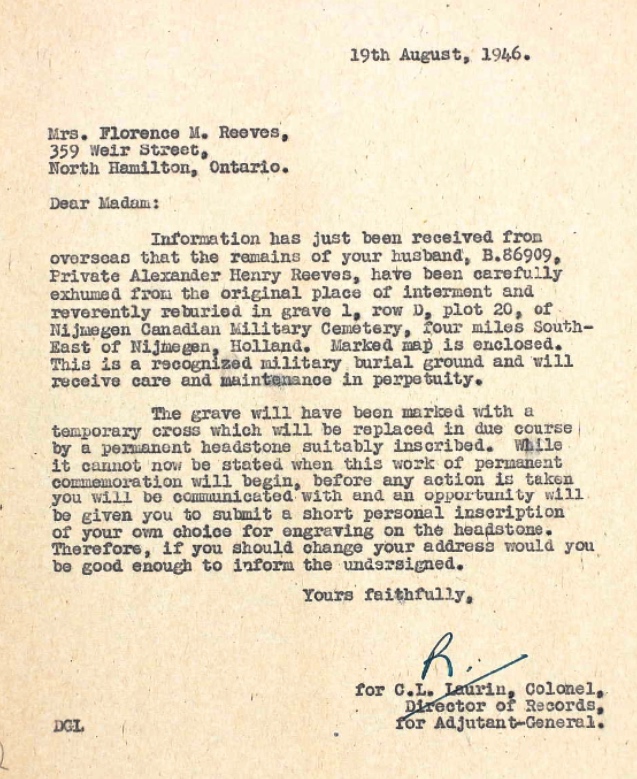 19th August, 1946.
Mrs. Florence M. Reeves,
359 Weir Street,
North Hamilton, Ontario.
Dear Madam:
Information has just been received from
overseas that the remains of your husband, B.86909,
Private Alexander Henry Reeves, have been carefully
exhumed from the original place of interment and
reverently reburied in grave 1, row D, plot 20, of
Nijmegen Canadian Military Cemetery, four miles South-
East of Nijmegen, Holland. Marked map is enclosed.
This is a recognized military burial ground and will
receive care and maintenance in perpetuity.
The grave will have been marked with a
temporary cross which will be replaced in due course
by a permanent headstone suitably inscribed. While
it cannot now be stated when this work of permanent
commemoration will begin, before any action is taken
you will be communicated with and an opportunity will
be given you to submit a short personal inscription
of your own choice for engraving on the headstone.
Therefore, if you should change your address would you
be good enough to inform the undersigned.
Yours faithfully,
R.
for C.L. Laurin, Colonel,
Director of Records,
for Adjutant-General.
DGL